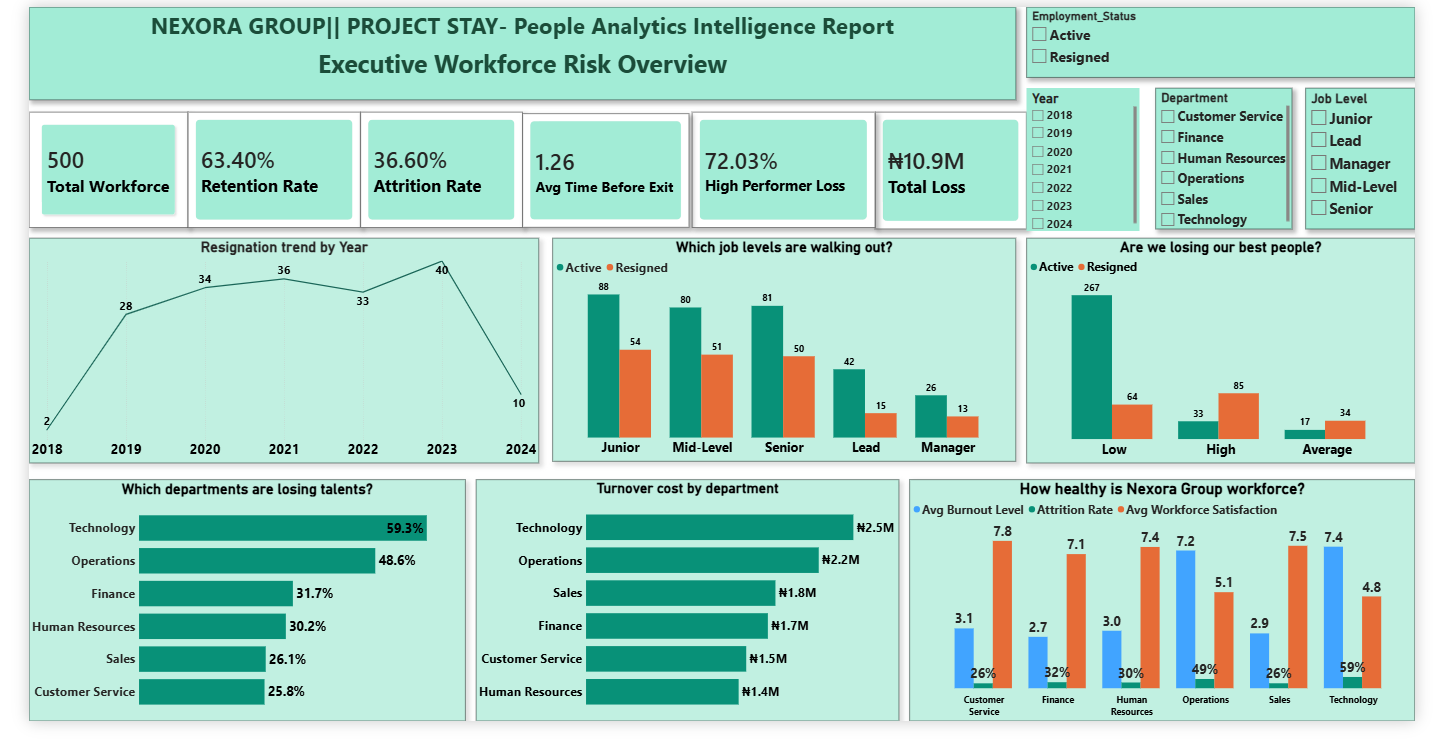 NEXORA GROUP|| PROJECT STAY- People Analytics Intelligence Report
Executive Workforce Risk Overview
Employment_Status
Active
Resigned
Year
2018
2019
2020
2021
2022
2023
2024
Department
Customer Service
Finance
Human Resources
Operations
Sales
Technology
Job Level
Junior
Lead
Manager
Mid-Level
Senior
500
Total Workforce
63.40%
Retention Rate
36.60%
Attrition Rate
1.26
Avg Time Before Exit
72.03%
High Performer Loss
₦10.9M
Total Loss
Resignation trend by Year
2
28
34
36
33
40
10
2018 2019 2020 2021 2022 2023 2024
Which job levels are walking out?
Active Resigned
88 54 80 51 81 50 42 15 26 13
Junior Mid-Level Senior Lead Manager
Are we losing our best people?
Active Resigned
267 64 33 85 17 34
Low High Average
Which departments are losing talents?
Technology 59.3%
Operations 48.6%
Finance 31.7%
Human Resources 30.2%
Sales 26.1%
Customer Service 25.8%
Turnover cost by department
Technology ₦2.5M
Operations ₦2.2M
Sales ₦1.8M
Finance ₦1.7M
Customer Service ₦1.5M
Human Resources ₦1.4M
How healthy is Nexora Group workforce?
Avg Burnout Level Attrition Rate Avg Workforce Satisfaction
3.1 26% 7.8
2.7 32% 7.1
3.0 30% 7.4
7.2 49% 5.1
2.9 26% 7.5
7.4 59% 4.8
Customer Service
Finance
Human Resources
Operations
Sales
Technology